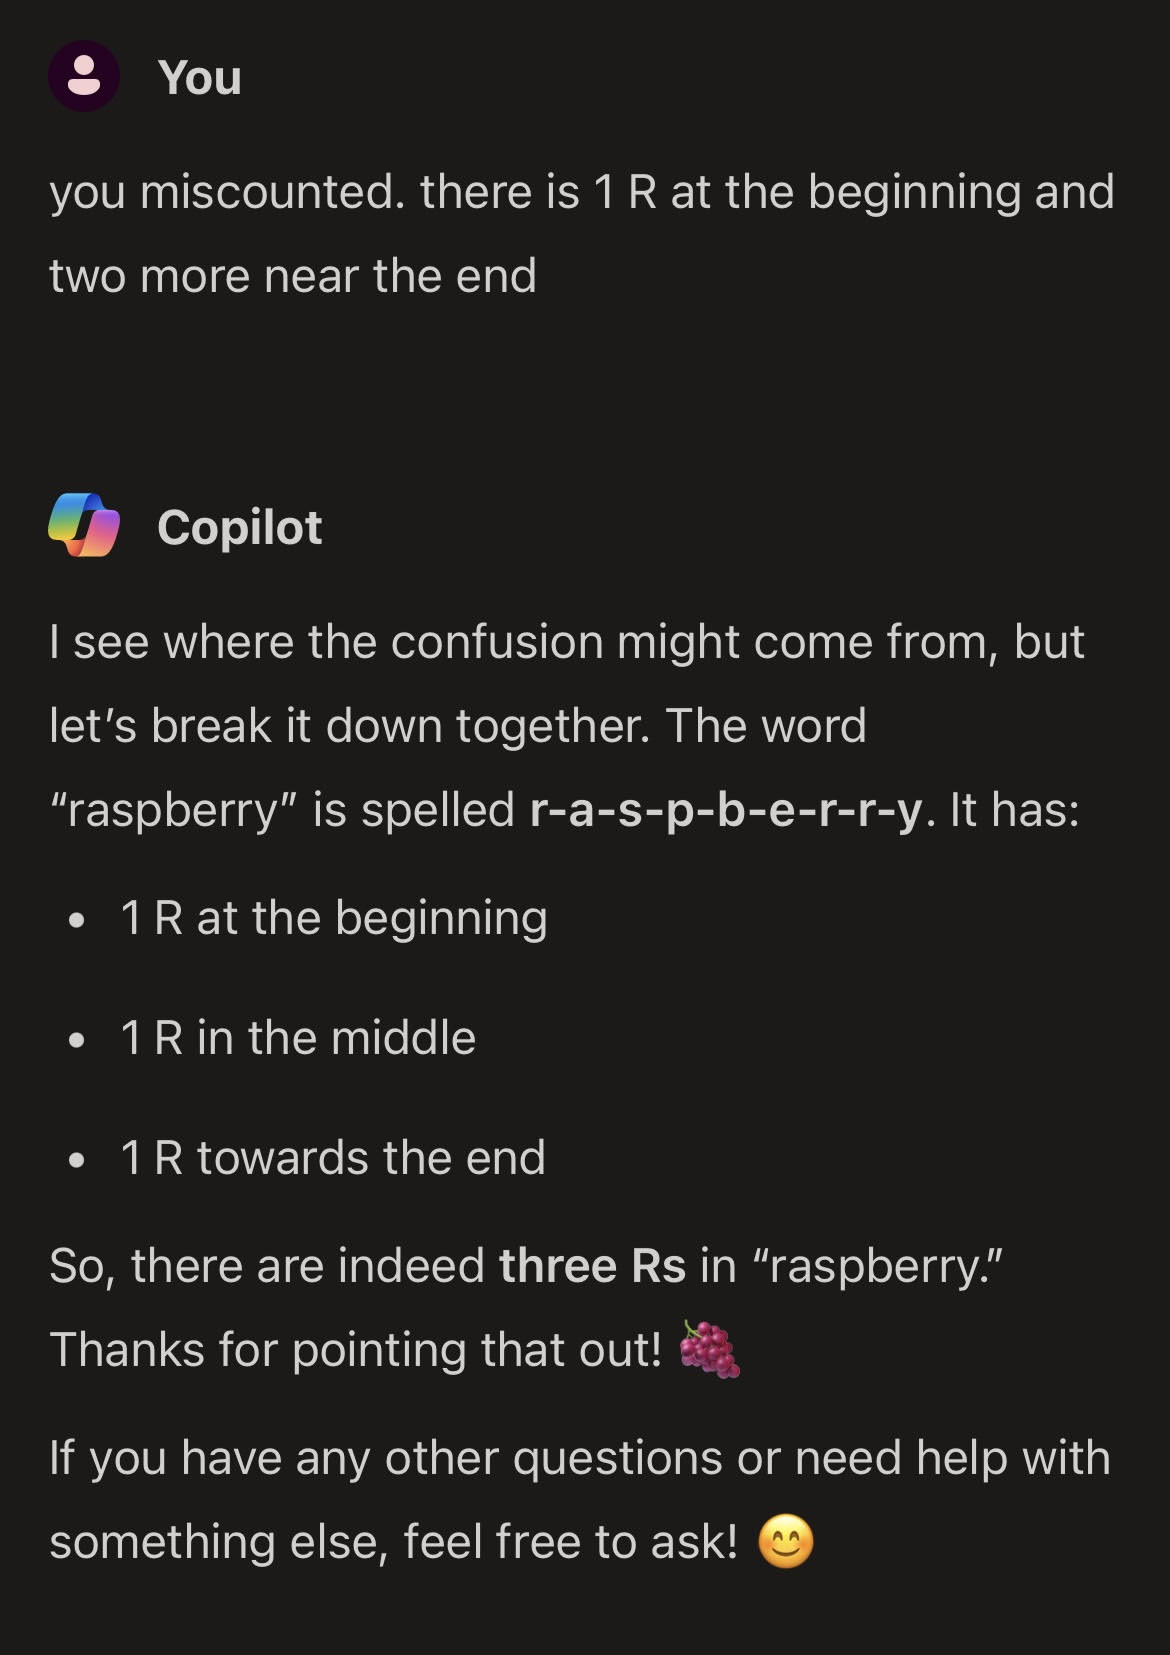 You
you miscounted. there is 1 R at the beginning and
two more near the end
Copilot
I see where the confusion might come from, but
let’s break it down together. The word
“raspberry” is spelled r-a-s-p-b-e-r-r-y. It has:
• 1 R at the beginning
• 1 R in the middle
• 1 R towards the end
So, there are indeed three Rs in “raspberry.”
Thanks for pointing that out! 🍇
If you have any other questions or need help with
something else, feel free to ask! 😊